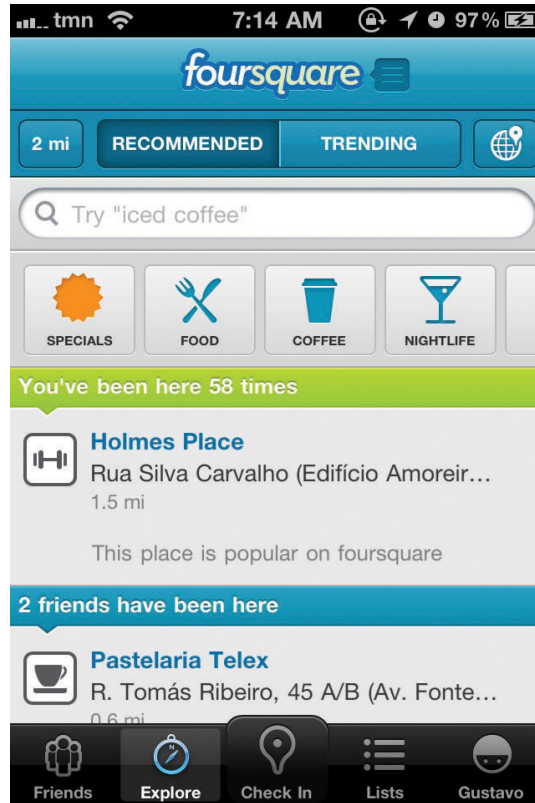 tmn 7:14 AM 97%
foursquare
2 mi RECOMMENDED TRENDING
Try "iced coffee"
SPECIALS FOOD COFFEE NIGHTLIFE
You've been here 58 times
Holmes Place
Rua Silva Carvalho (Edifício Amoreir...
1.5 mi
This place is popular on foursquare
2 friends have been here
Pastelaria Telex
R. Tomás Ribeiro, 45 A/B (Av. Fonte...
0.6 mi
Friends Explore Check In Lists Gustavo